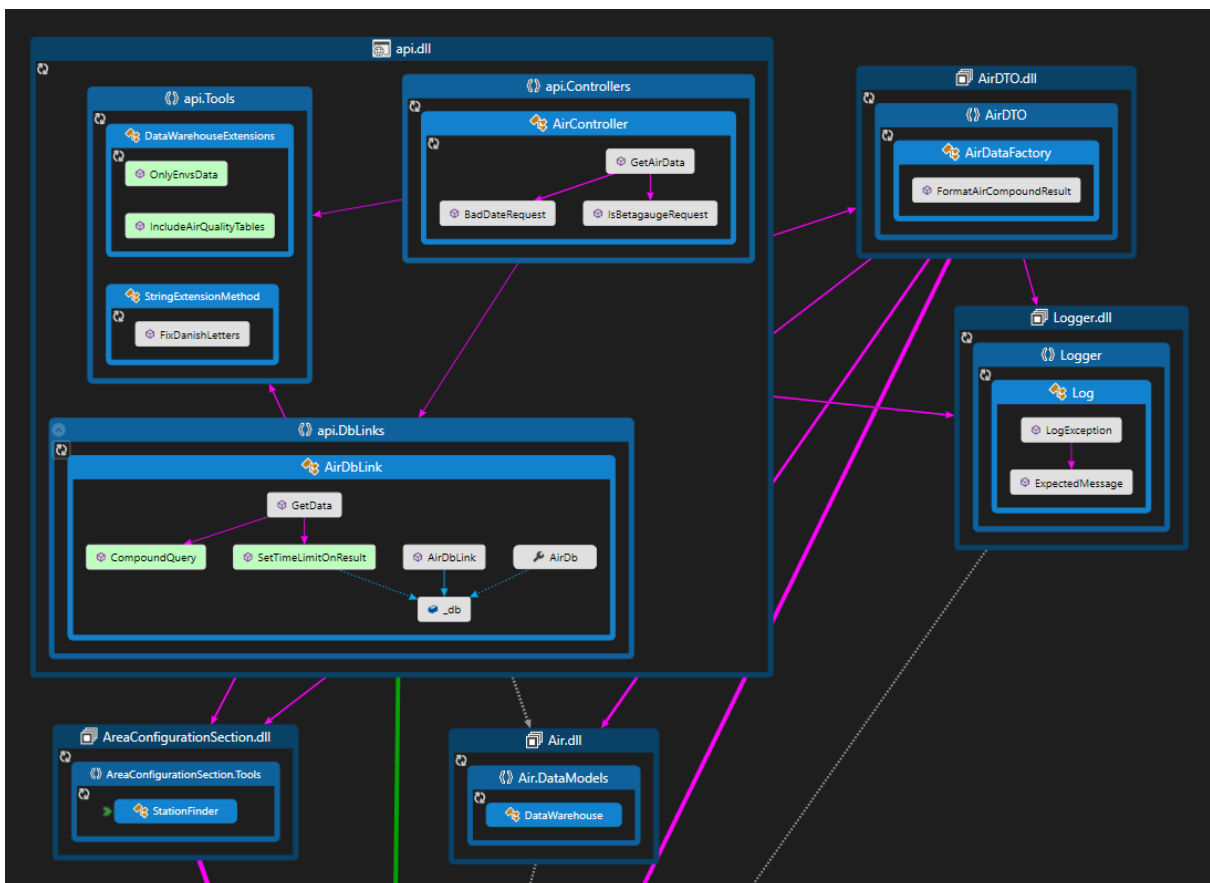 api.dll
api.Tools
DataWarehouseExtensions
OnlyEnvsData
IncludeAirQualityTables
StringExtensionMethod
FixDanishLetters
api.Controllers
AirController
GetAirData
BadDateRequest
IsBetagaugeRequest
api.DbLinks
AirDbLink
GetData
CompoundQuery
SetTimeLimitOnResult
AirDbLink
AirDb
_db
AirDTO.dll
AirDTO
AirDataFactory
FormatAirCompoundResult
Logger.dll
Logger
Log
LogException
ExpectedMessage
AreaConfigurationSection.dll
AreaConfigurationSection.Tools
StationFinder
Air.dll
Air.DataModels
DataWarehouse